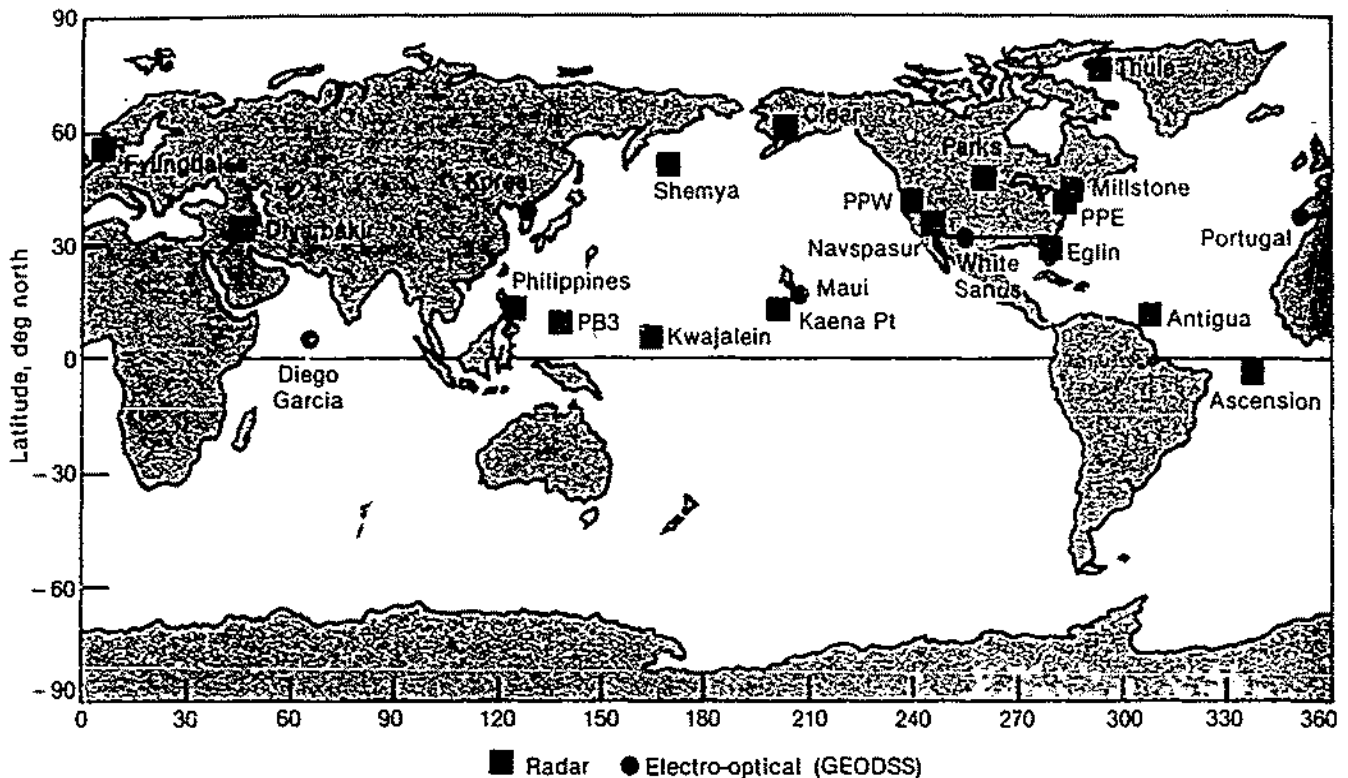 90
Thule
60
Clear
Parks
Fylingdales
Korea
Shemya
Millstone
PPW
PPE
Diyarbakir
Portugal
30
Navspasur
Eglin
White
Sands
Philippines
Maui
PB3
Kaena Pt
Antigua
Kwajalein
0
Diego
Garcia
Ascension
Latitude, deg north
-30
-60
-90
0 30 60 90 120 150 180 210 240 270 300 330 360
Radar Electro-optical (GEODSS)